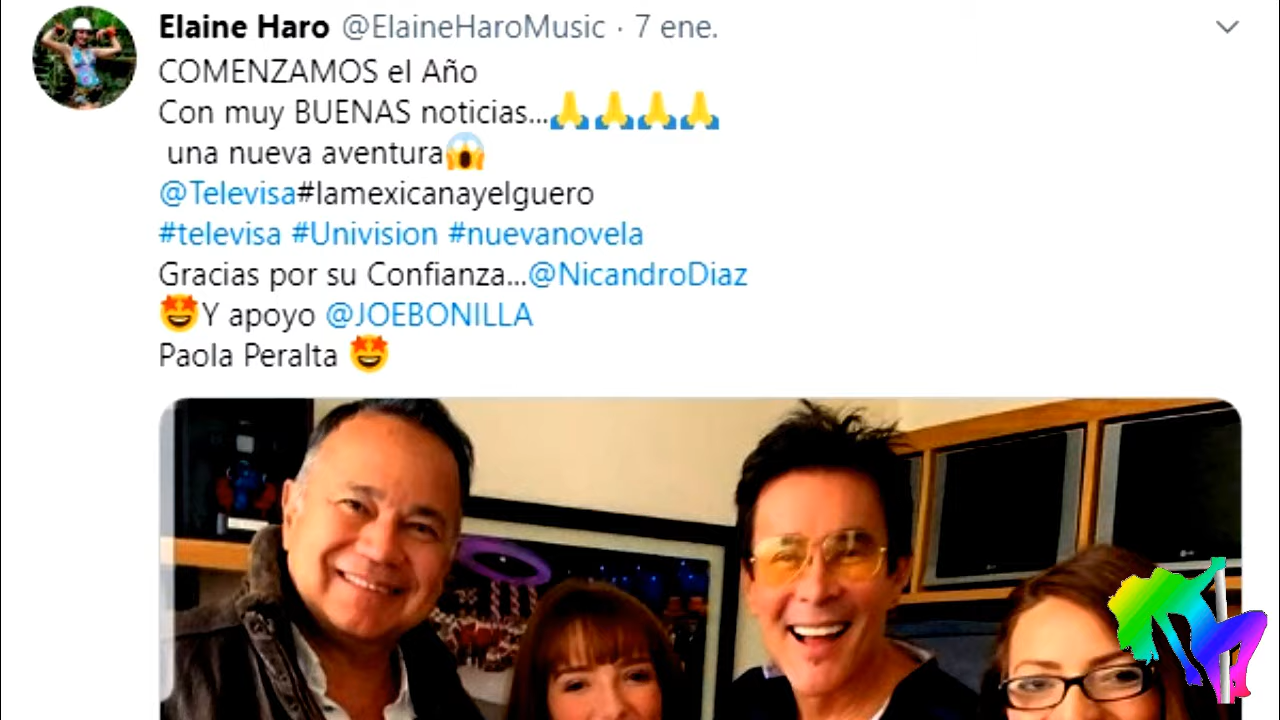 Elaine Haro @ElaineHaroMusic · 7 ene.
COMENZAMOS el Año
Con muy BUENAS noticias...🙏🙏🙏🙏
una nueva aventura😱
@Televisa#lamexicanayelguero
#televisa #Univision #nuevanovela
Gracias por su Confianza...@NicandroDiaz
🤩Y apoyo @JOEBONILLA
Paola Peralta 🤩
LG